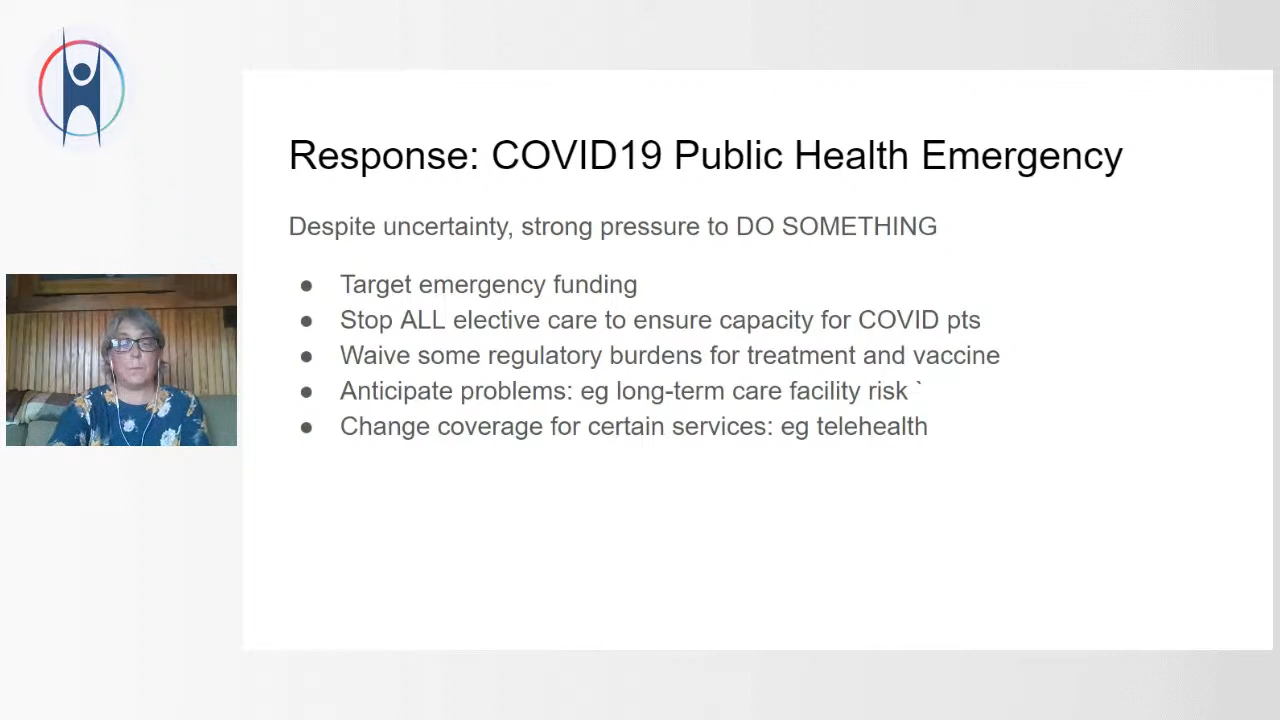 Response: COVID19 Public Health Emergency
Despite uncertainty, strong pressure to DO SOMETHING
● Target emergency funding
● Stop ALL elective care to ensure capacity for COVID pts
● Waive some regulatory burdens for treatment and vaccine
● Anticipate problems: eg long-term care facility risk `
● Change coverage for certain services: eg telehealth